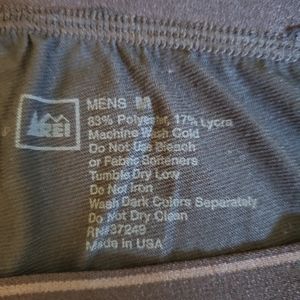 REI
MENS M
83% Polyester, 17% Lycra
Machine Wash Cold
Do Not Use Bleach
or Fabric Softeners
Tumble Dry Low
Do Not Iron
Wash Dark Colors Separately
Do Not Dry Clean
RN#37249
Made in USA